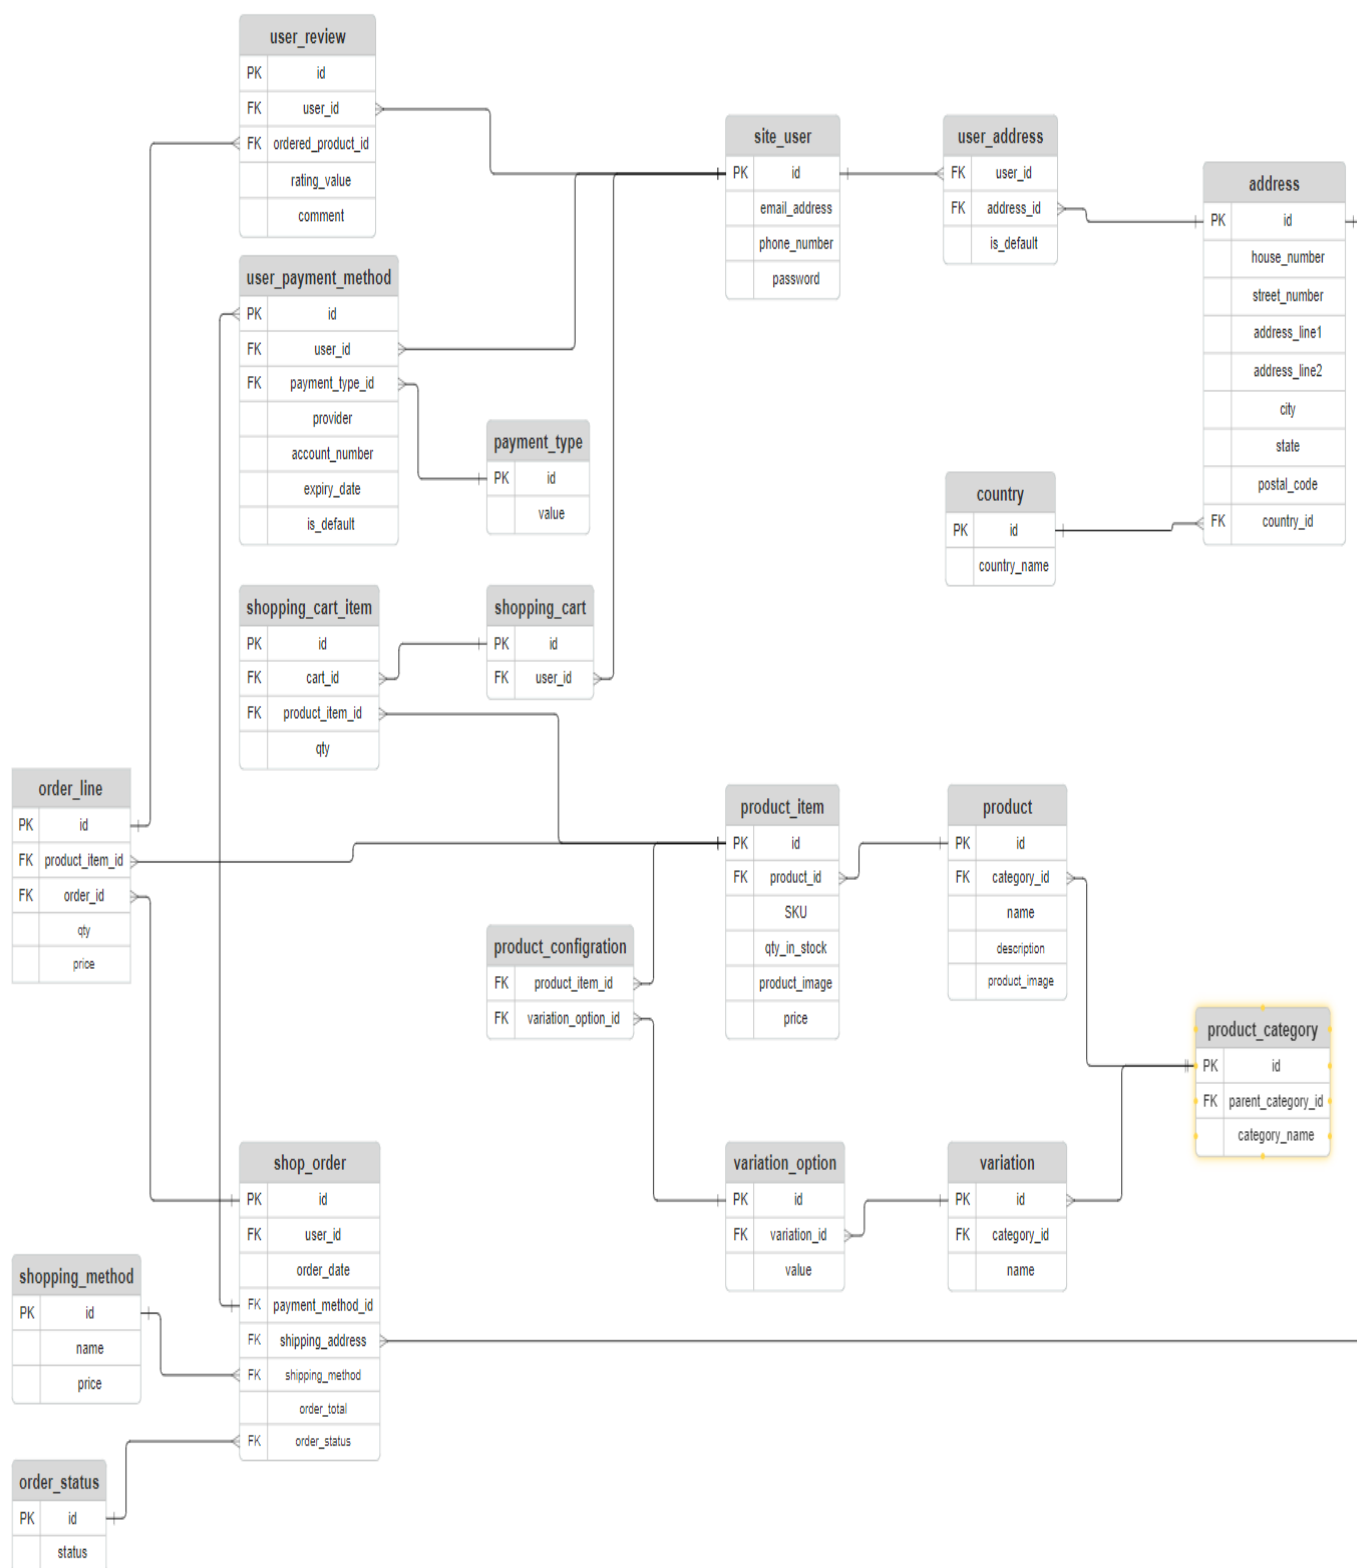 user_review
PK id
FK user_id
FK ordered_product_id
rating_value
comment
user_payment_method
PK id
FK user_id
FK payment_type_id
provider
account_number
expiry_date
is_default
payment_type
PK id
value
site_user
PK id
email_address
phone_number
password
user_address
FK user_id
FK address_id
is_default
address
PK id
house_number
street_number
address_line1
address_line2
city
state
postal_code
FK country_id
country
PK id
country_name
shopping_cart_item
PK id
FK cart_id
FK product_item_id
qty
shopping_cart
PK id
FK user_id
order_line
PK id
FK product_item_id
FK order_id
qty
price
product_item
PK id
FK product_id
SKU
qty_in_stock
product_image
price
product
PK id
FK category_id
name
description
product_image
product_configration
FK product_item_id
FK variation_option_id
product_category
PK id
FK parent_category_id
category_name
shop_order
PK id
FK user_id
order_date
FK payment_method_id
FK shipping_address
FK shipping_method
order_total
FK order_status
variation_option
PK id
FK variation_id
value
variation
PK id
FK category_id
name
shopping_method
PK id
name
price
order_status
PK id
status